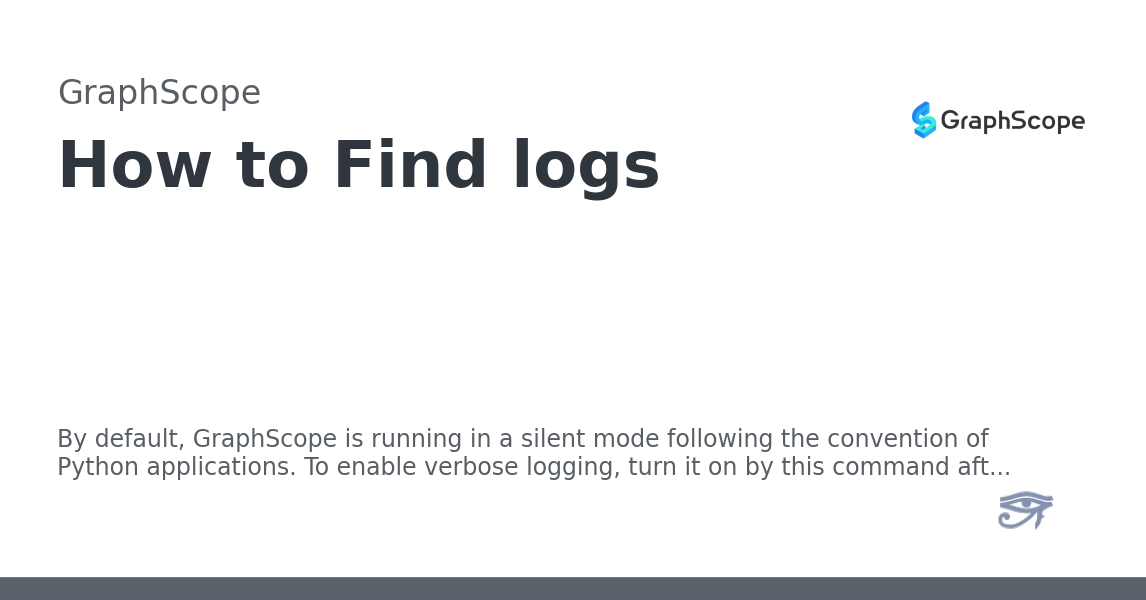 GraphScope
GraphScope
How to Find logs
By default, GraphScope is running in a silent mode following the convention of
Python applications. To enable verbose logging, turn it on by this command aft...